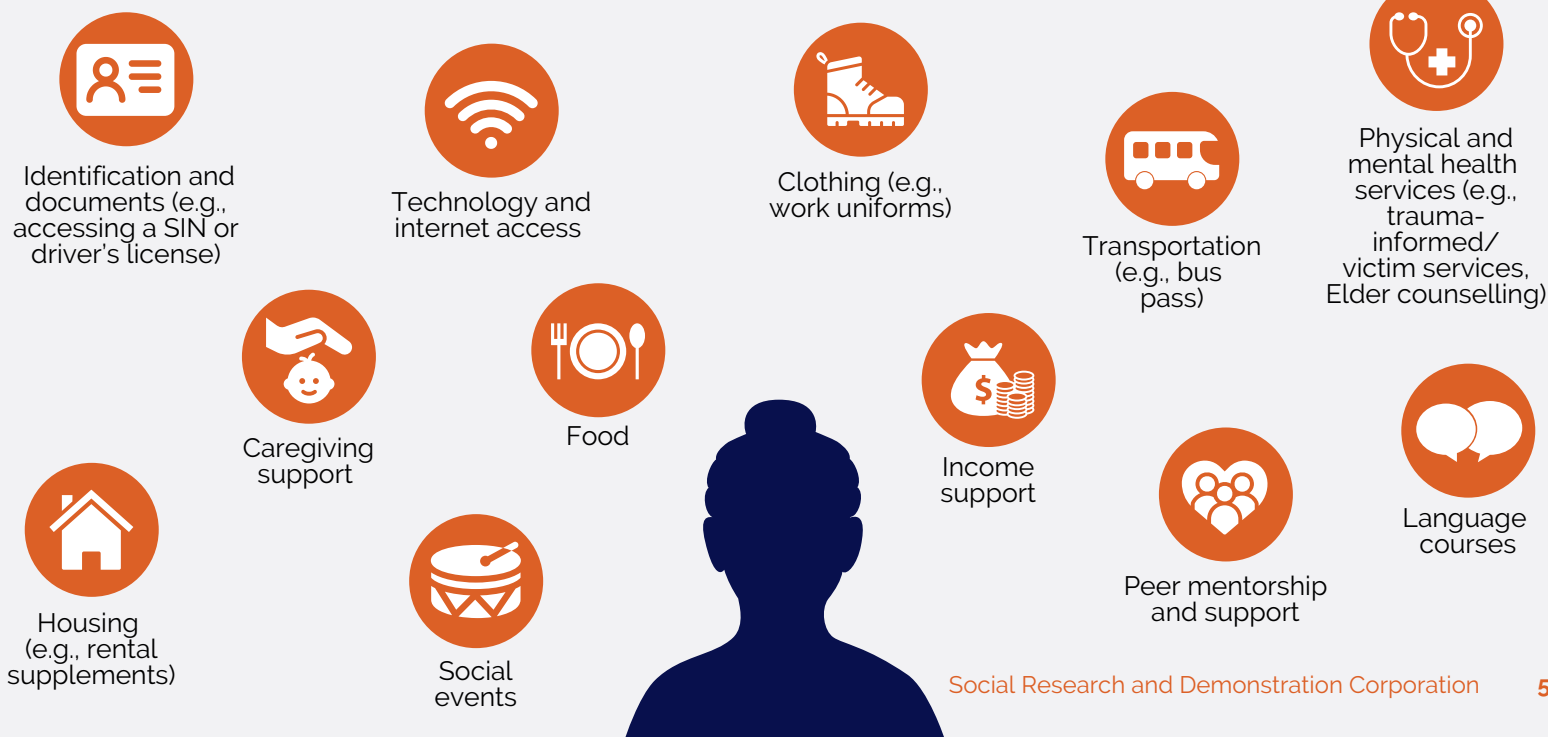 Identification and
documents (e.g.,
accessing a SIN or
driver's license)
Technology and
internet access
Clothing (e.g.,
work uniforms)
Transportation
(e.g., bus
pass)
Physical and
mental health
services (e.g.,
trauma-
informed/
victim services,
Elder counselling)
Caregiving
support
Food
$
Income
support
Language
courses
Housing
(e.g., rental
supplements)
Social
events
Peer mentorship
and support
Social Research and Demonstration Corporation 5